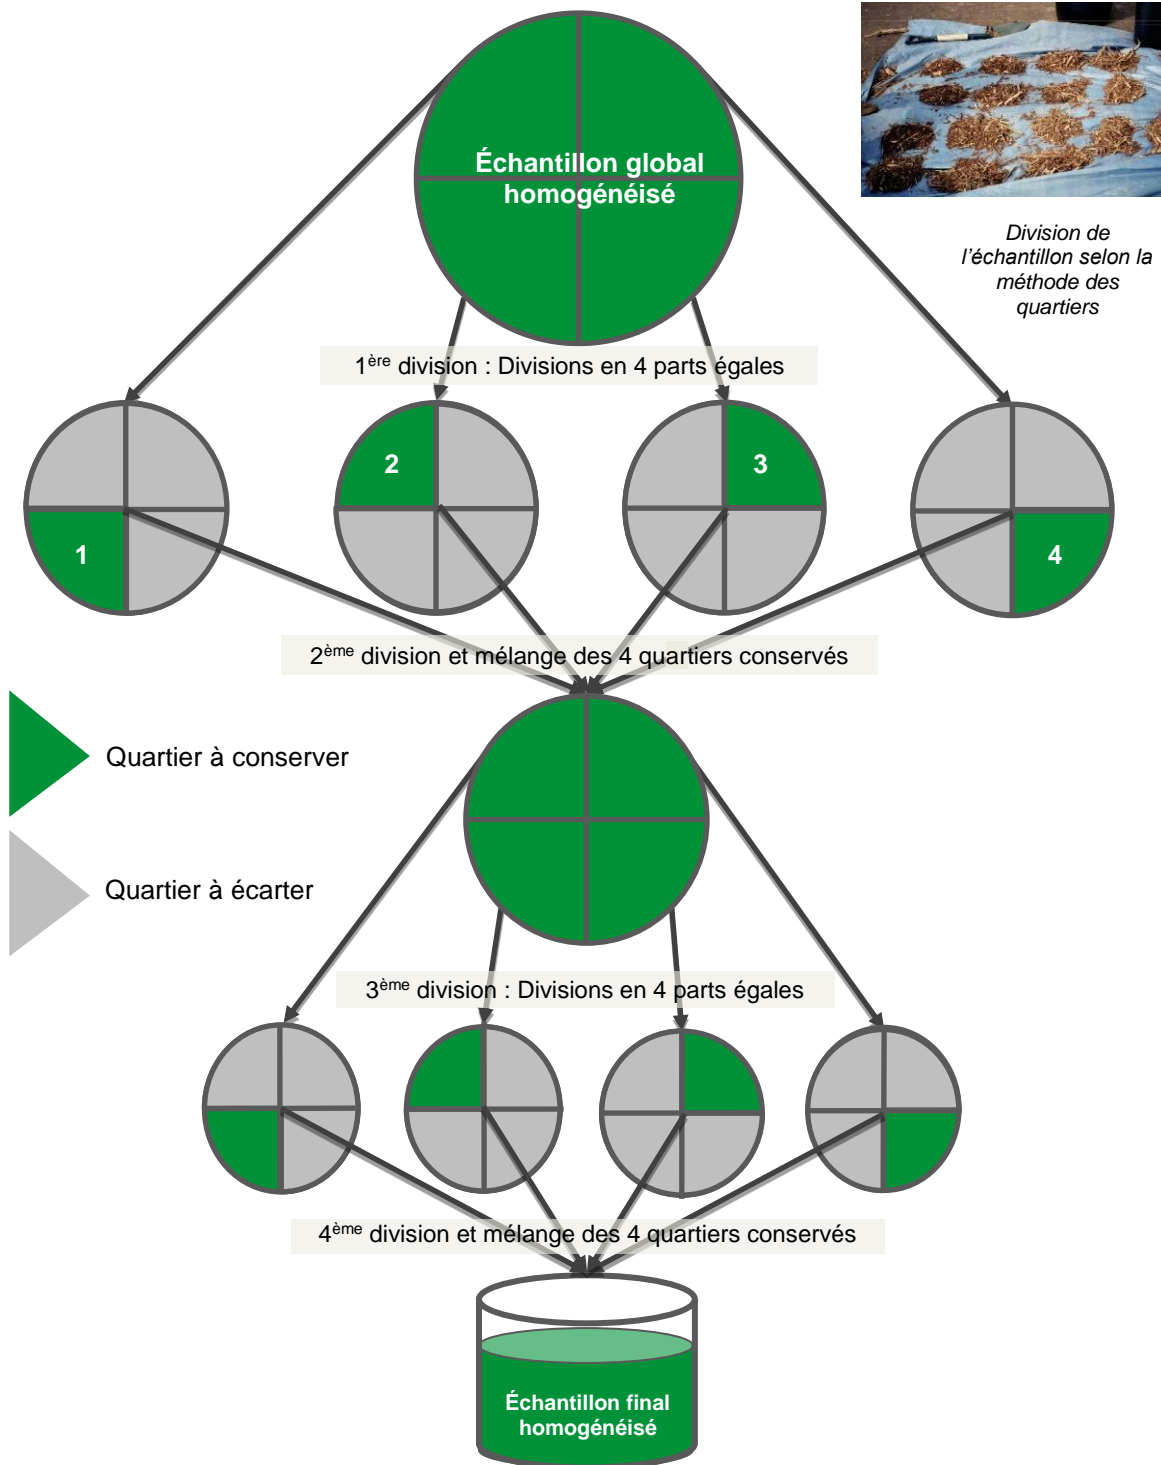 Échantillon global
homogénéisé
Division de
l'échantillon selon la
méthode des
quartiers
1ère division : Divisions en 4 parts égales
2
3
1
4
2ème division et mélange des 4 quartiers conservés
Quartier à conserver
Quartier à écarter
3ème division : Divisions en 4 parts égales
4ème division et mélange des 4 quartiers conservés
Échantillon final
homogénéisé